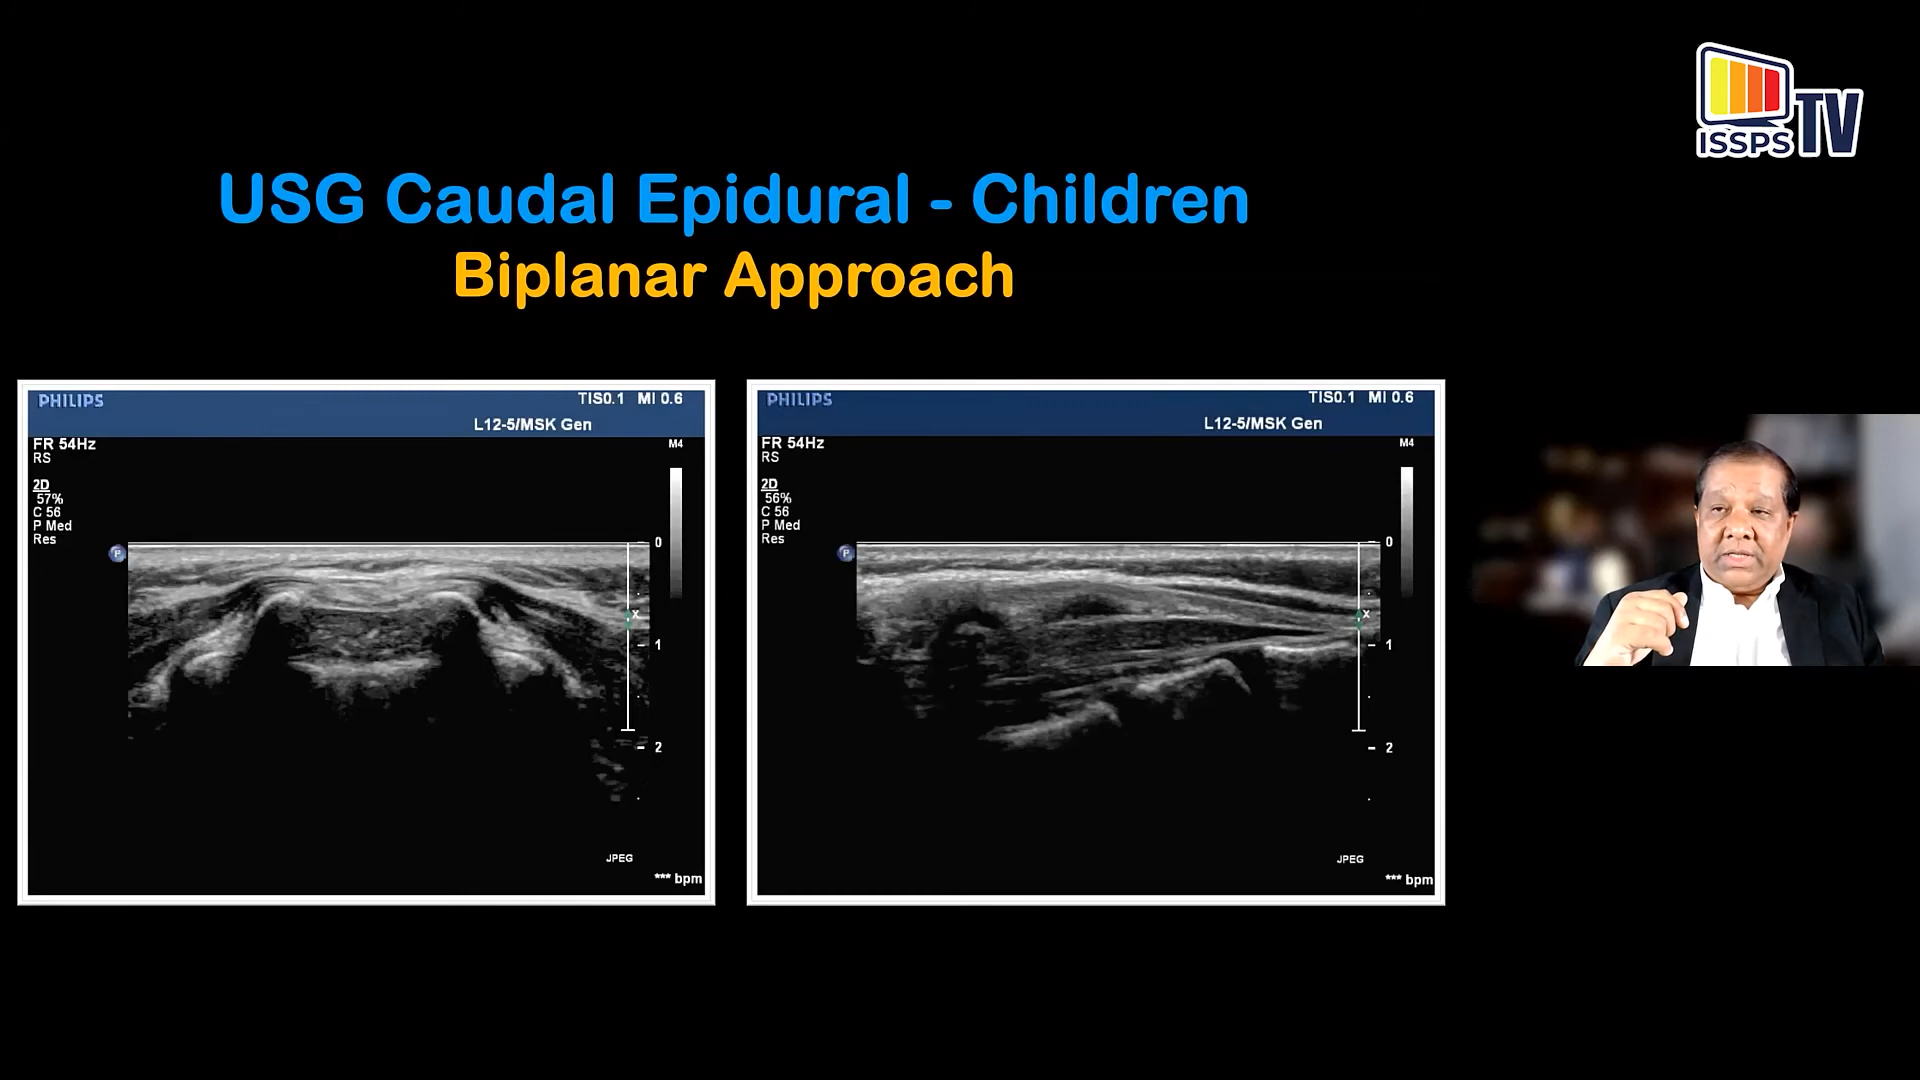 ISSPS TV
USG Caudal Epidural - Children
Biplanar Approach
PHILIPS
TIS0.1 MI 0.6
L12-5/MSK Gen
FR 54Hz
RS
M4
2D
57%
C 56
P Med
Res
P
0
x
1
2
JPEG
*** bpm
PHILIPS
TIS0.1 MI 0.6
L12-5/MSK Gen
FR 54Hz
RS
M4
2D
56%
C 56
P Med
Res
P
0
x
1
2
JPEG
*** bpm